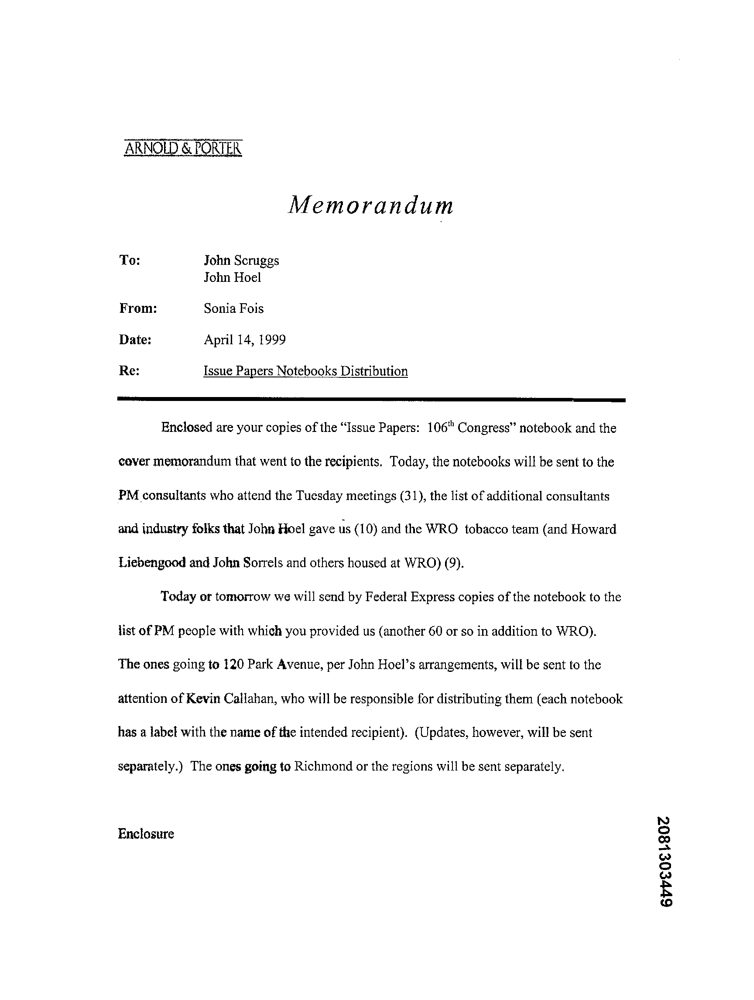 ARNOLD & PORTER
Memorandum
To: John Scruggs
John Hoel
From: Sonia Fois
Date: April 14, 1999
Re: Issue Papers Notebooks Distribution
Enclosed are your copies of the “Issue Papers: 106th Congress” notebook and the
cover memorandum that went to the recipients. Today, the notebooks will be sent to the
PM consultants who attend the Tuesday meetings (31), the list of additional consultants
and industry folks that John Hoel gave us (10) and the WRO tobacco team (and Howard
Liebengood and John Sorrels and others housed at WRO) (9).
Today or tomorrow we will send by Federal Express copies of the notebook to the
list of PM people with which you provided us (another 60 or so in addition to WRO).
The ones going to 120 Park Avenue, per John Hoel's arrangements, will be sent to the
attention of Kevin Callahan, who will be responsible for distributing them (each notebook
has a label with the name of the intended recipient). (Updates, however, will be sent
separately.) The ones going to Richmond or the regions will be sent separately.
Enclosure
2081303449